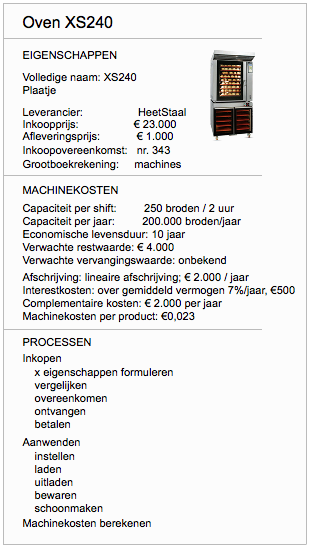 Oven XS240
EIGENSCHAPPEN
Volledige naam: XS240
Plaatje
Leverancier: HeetStaal
Inkoopprijs: € 23.000
Afleveringsprijs: € 1.000
Inkoopovereenkomst: nr. 343
Grootboekrekening: machines
MACHINEKOSTEN
Capaciteit per shift: 250 broden / 2 uur
Capaciteit per jaar: 200.000 broden/jaar
Economische levensduur: 10 jaar
Verwachte restwaarde: € 4.000
Verwachte vervangingswaarde: onbekend
Afschrijving: lineaire afschrijving; € 2.000 / jaar
Interestkosten: over gemiddeld vermogen 7%/jaar, €500
Complementaire kosten: € 2.000 per jaar
Machinekosten per product: €0,023
PROCESSEN
Inkopen
x eigenschappen formuleren
vergelijken
overeenkomen
ontvangen
betalen
Aanwenden
instellen
laden
uitladen
bewaren
schoonmaken
Machinekosten berekenen